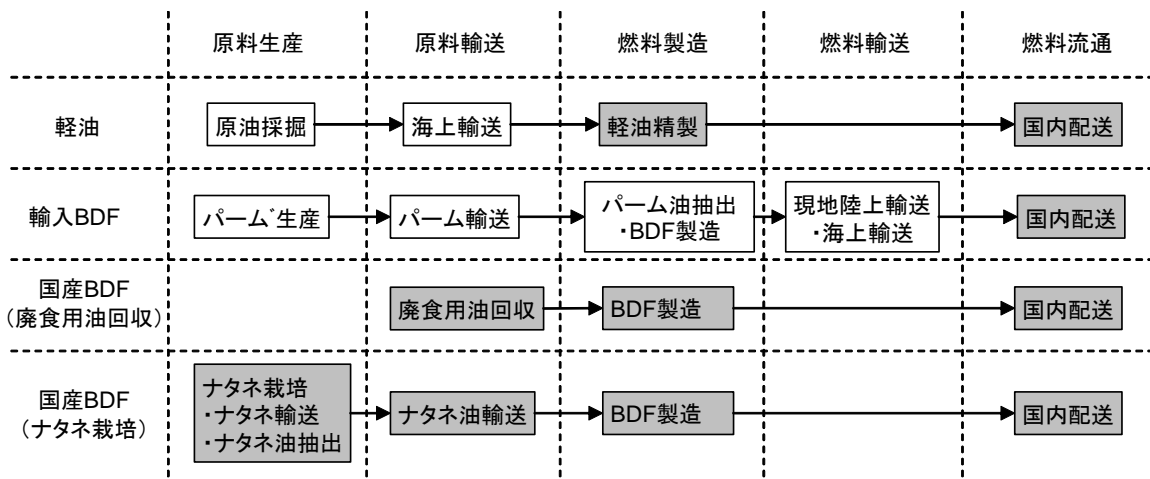 原料生産
原料輸送
燃料製造
燃料輸送
燃料流通
軽油
原油採掘
海上輸送
軽油精製
国内配送
輸入BDF
パーム゛生産
パーム輸送
パーム油抽出
・BDF製造
現地陸上輸送
・海上輸送
国内配送
国産BDF
（廃食用油回収）
廃食用油回収
BDF製造
国内配送
国産BDF
（ナタネ栽培）
ナタネ栽培
・ナタネ輸送
・ナタネ油抽出
ナタネ油輸送
BDF製造
国内配送